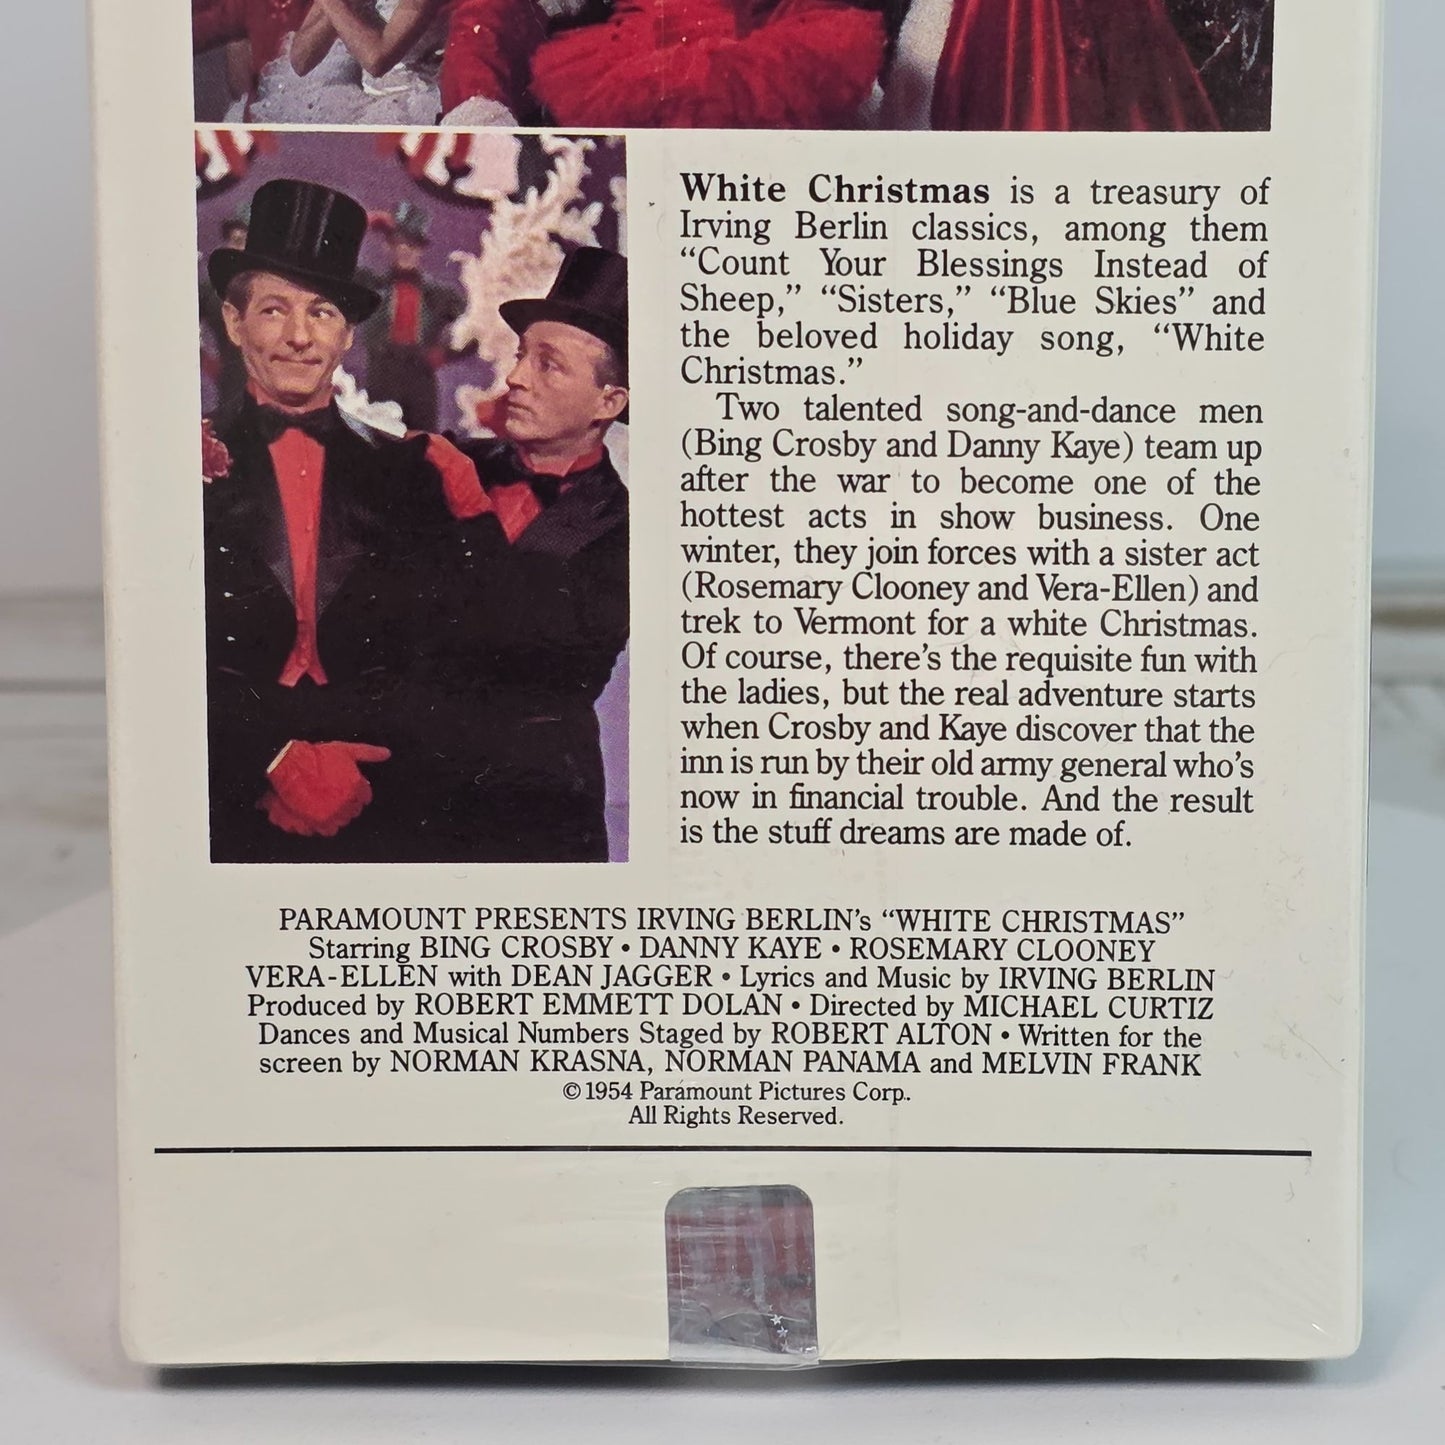 White Christmas is a treasury of
Irving Berlin classics, among them
“Count Your Blessings Instead of
Sheep,” “Sisters,” “Blue Skies” and
the beloved holiday song, “White
Christmas.”
Two talented song-and-dance men
(Bing Crosby and Danny Kaye) team up
after the war to become one of the
hottest acts in show business. One
winter, they join forces with a sister act
(Rosemary Clooney and Vera-Ellen) and
trek to Vermont for a white Christmas.
Of course, there’s the requisite fun with
the ladies, but the real adventure starts
when Crosby and Kaye discover that the
inn is run by their old army general who’s
now in financial trouble. And the result
is the stuff dreams are made of.
PARAMOUNT PRESENTS IRVING BERLIN’s “WHITE CHRISTMAS”
Starring BING CROSBY • DANNY KAYE • ROSEMARY CLOONEY
VERA-ELLEN with DEAN JAGGER • Lyrics and Music by IRVING BERLIN
Produced by ROBERT EMMETT DOLAN • Directed by MICHAEL CURTIZ
Dances and Musical Numbers Staged by ROBERT ALTON • Written for the
screen by NORMAN KRASNA, NORMAN PANAMA and MELVIN FRANK
© 1954 Paramount Pictures Corp.
All Rights Reserved.